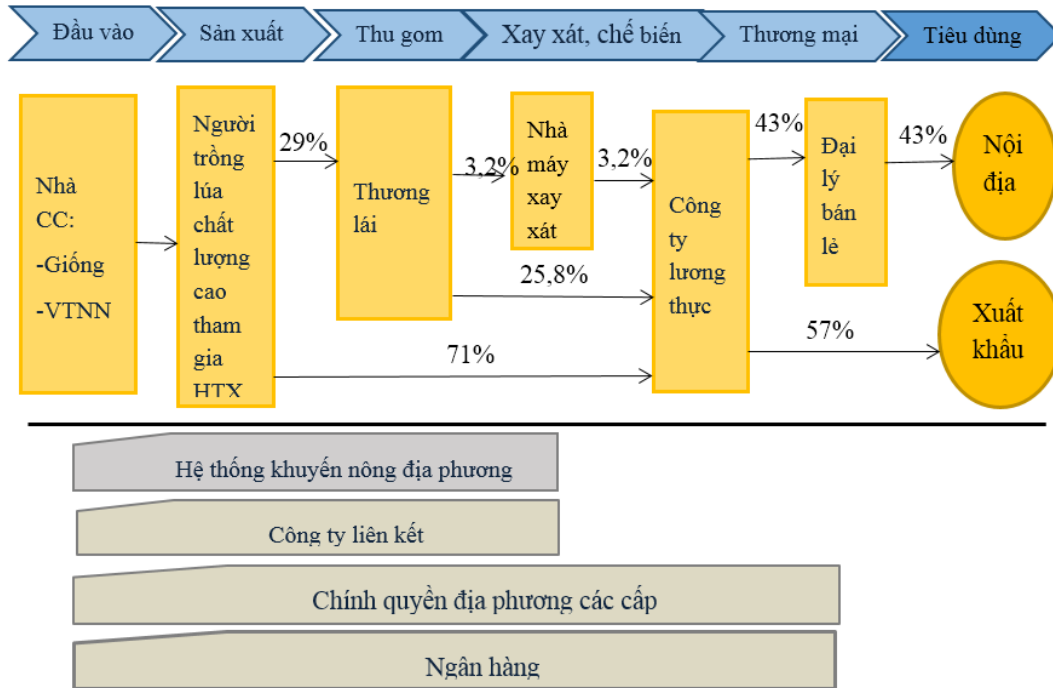 Đầu vào
Sản xuất
Thu gom
Xay xát, chế biến
Thương mại
Tiêu dùng
Nhà
CC:
-Giống
-VTNN
Người
trồng
lúa
chất
lượng
cao
tham
gia
HTX
29%
Thương
lái
3,2%
Nhà
máy
xay
xát
3,2%
25,8%
71%
Công
ty
lương
thực
43%
Đại
lý
bán
lẻ
43%
Nội
địa
57%
Xuất
khẩu
Hệ thống khuyến nông địa phương
Công ty liên kết
Chính quyền địa phương các cấp
Ngân hàng